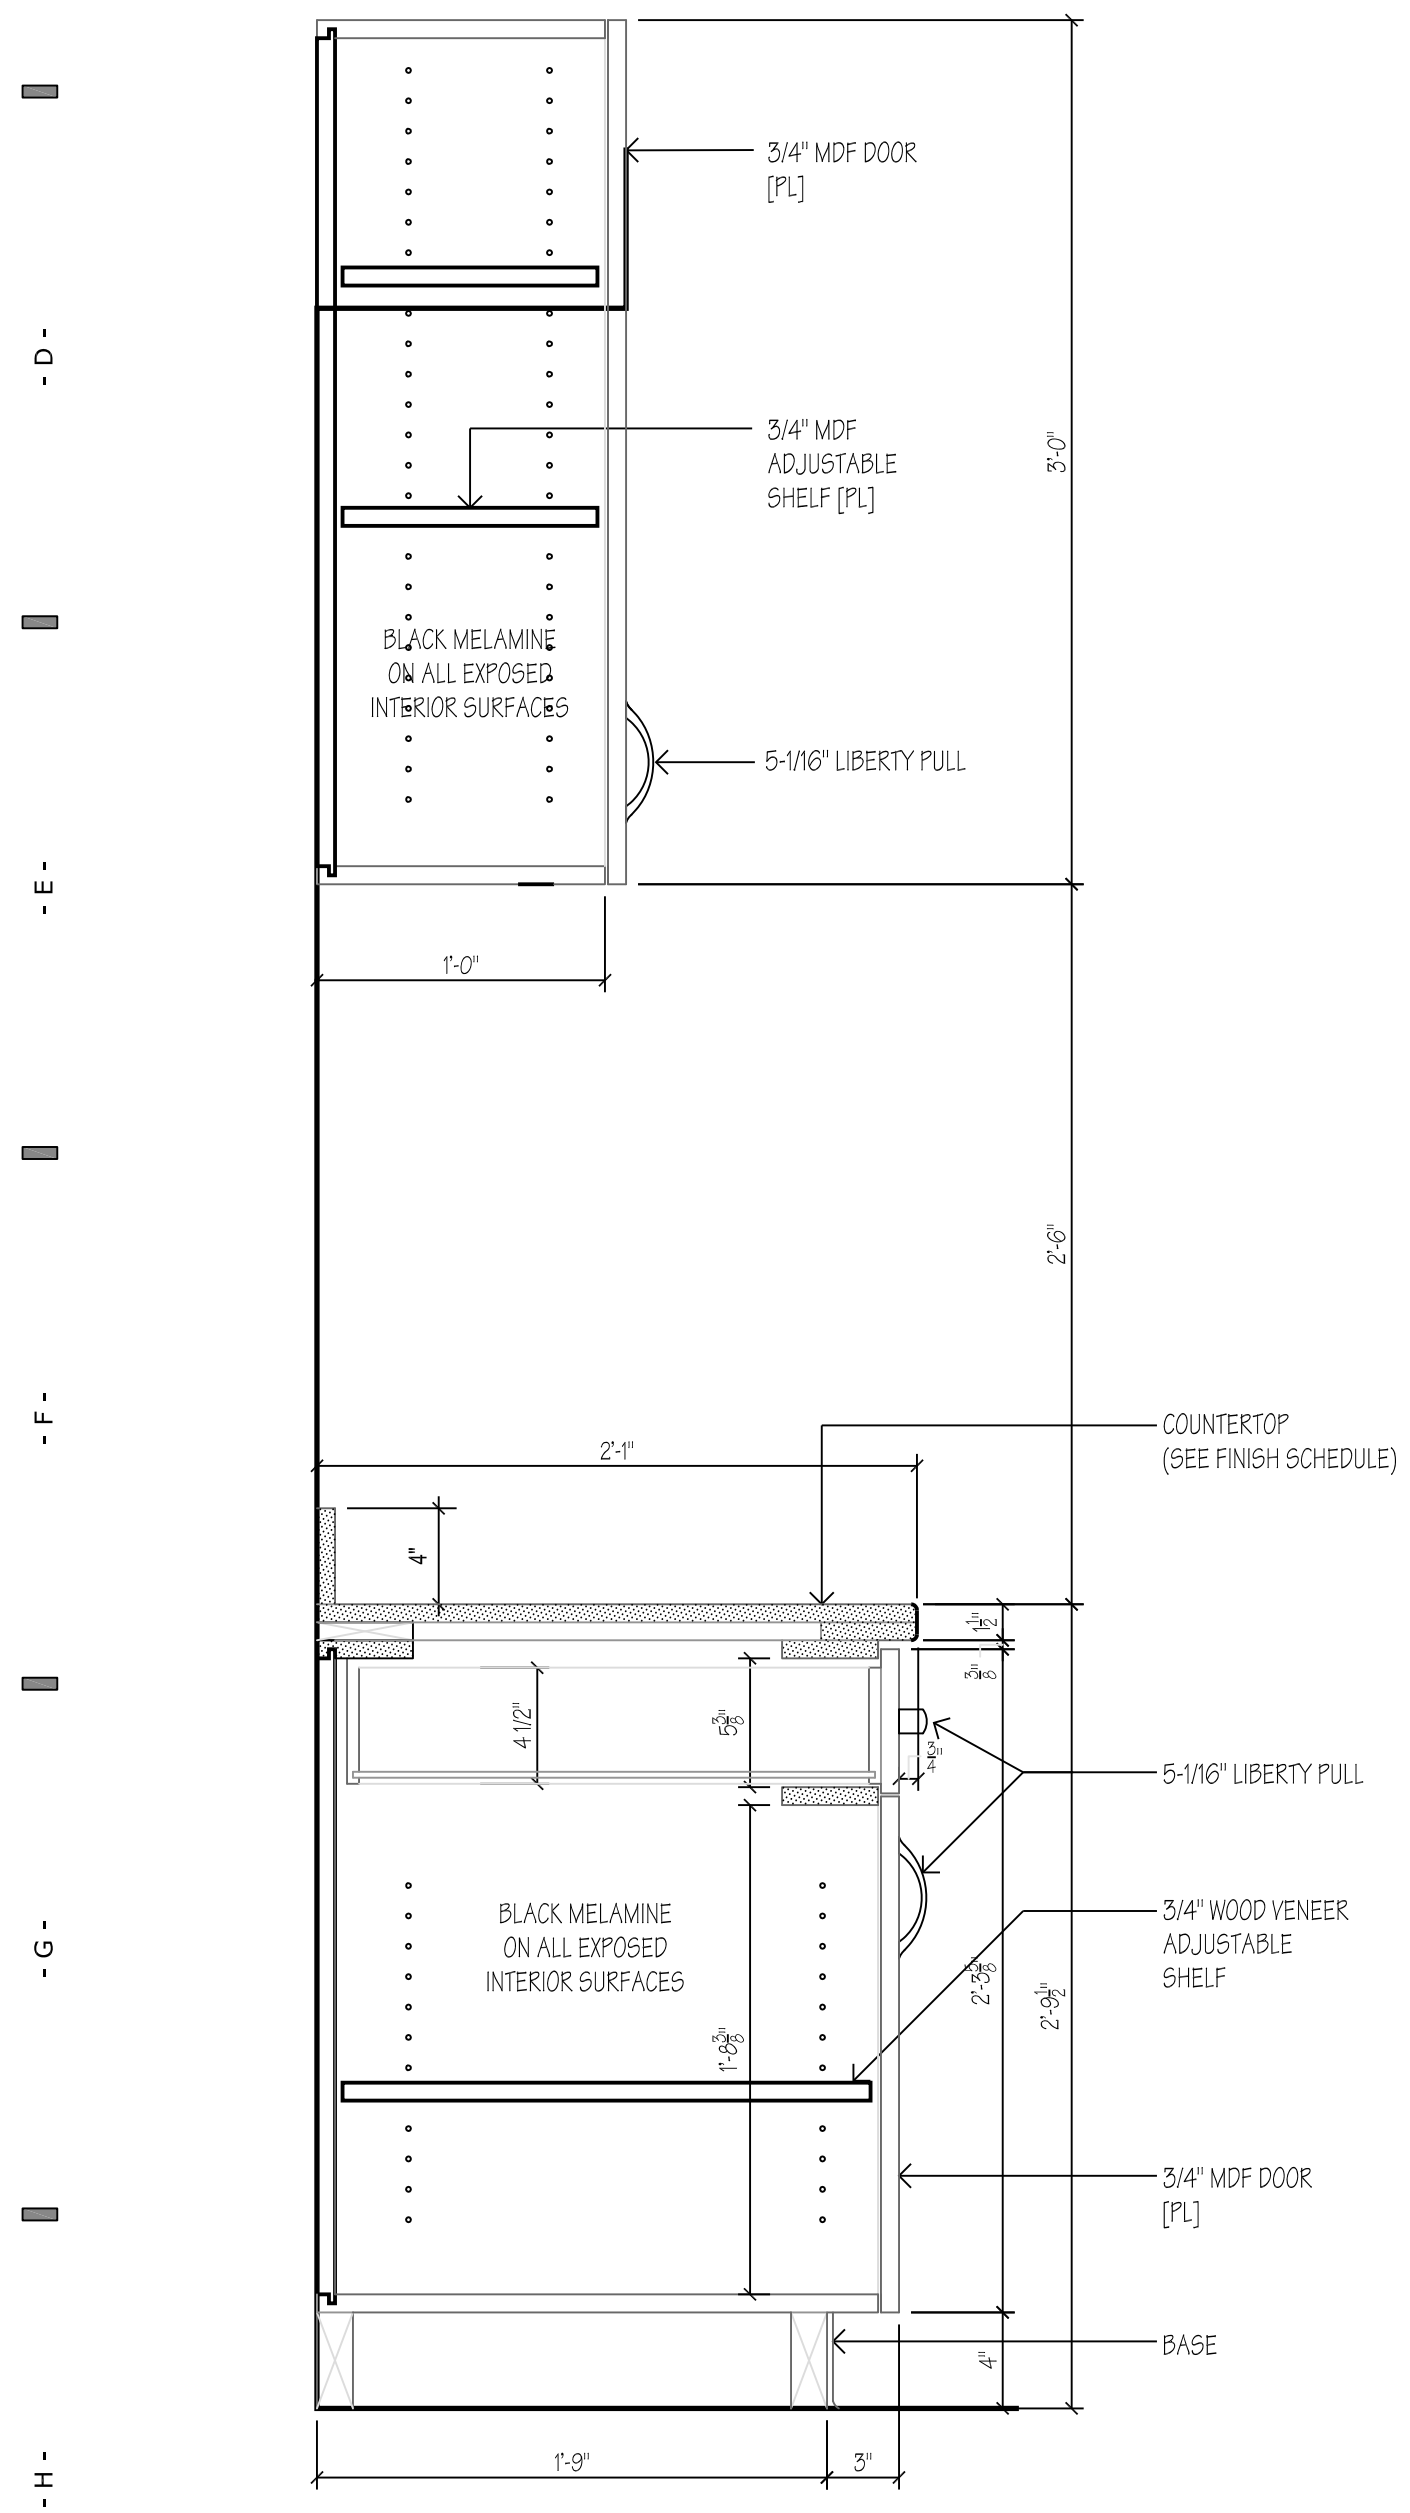 3/4" MDF DOOR
[PL]
- D -
3/4" MDF
ADJUSTABLE
SHELF [PL]
3'-0"
BLACK MELAMINE
ON ALL EXPOSED
INTERIOR SURFACES
5-1/16" LIBERTY PULL
- E -
1'-0"
2'-6"
- F -
COUNTERTOP
(SEE FINISH SCHEDULE)
2'-1"
4"
1 1/2"
3/8"
4 1/2"
5 3/8"
3/4"
5-1/16" LIBERTY PULL
- G -
BLACK MELAMINE
ON ALL EXPOSED
INTERIOR SURFACES
3/4" WOOD VENEER
ADJUSTABLE
SHELF
2'-3 5/8"
2'-9 1/2"
1'-8 3/8"
3/4" MDF DOOR
[PL]
BASE
4"
1'-9"
3"
- H -